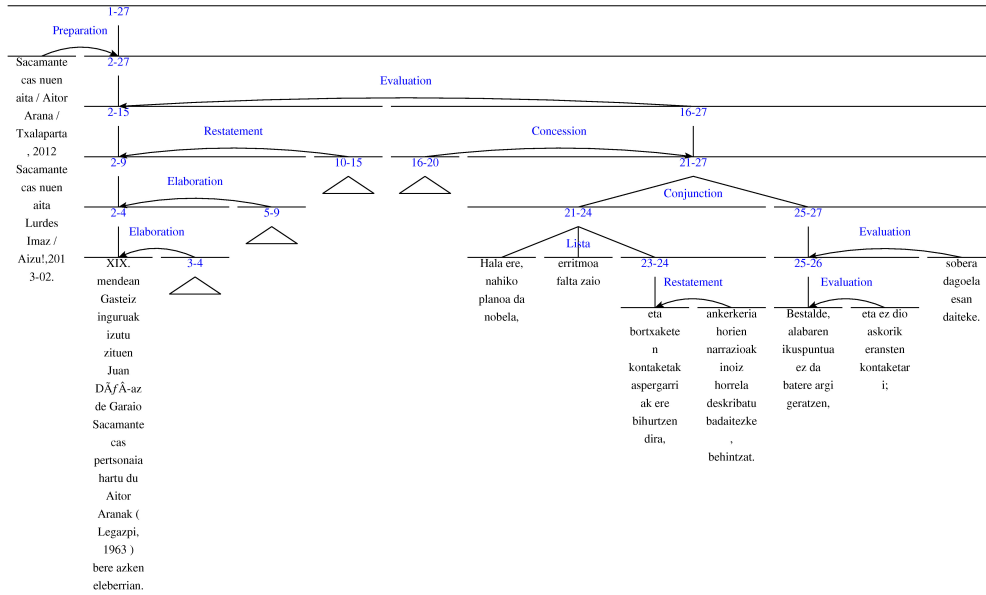 1-27
Preparation
Sacamante
cas nuen
aita / Aitor
Arana /
Txalaparta
, 2012
Sacamante
cas nuen
aita
Lurdes
Imaz /
Aizu!,201
3-02.
2-27
Evaluation
2-15
16-27
Restatement
Concession
2-9
10-15
16-20
21-27
Elaboration
Conjunction
2-4
5-9
21-24
25-27
Elaboration
Lista
Evaluation
XIX.
mendean
Gasteiz
inguruak
izutu
zituen
Juan
DÃƒÂ-az
de Garaio
Sacamante
cas
pertsonaia
hartu du
Aitor
Aranak (
Legazpi,
1963 )
bere azken
eleberrian.
3-4
Hala ere,
nahiko
planoa da
nobela,
erritmoa
falta zaio
23-24
Restatement
eta
bortxakete
n
kontaketak
aspergarri
ak ere
bihurtzen
dira,
ankerkeria
horien
narrazioak
inoiz
horrela
deskribatu
badaitezke
,
behintzat.
25-26
Evaluation
Bestalde,
alabaren
ikuspuntua
ez da
batere argi
geratzen,
eta ez dio
askorik
eransten
kontaketar
i;
sobera
dagoela
esan
daiteke.